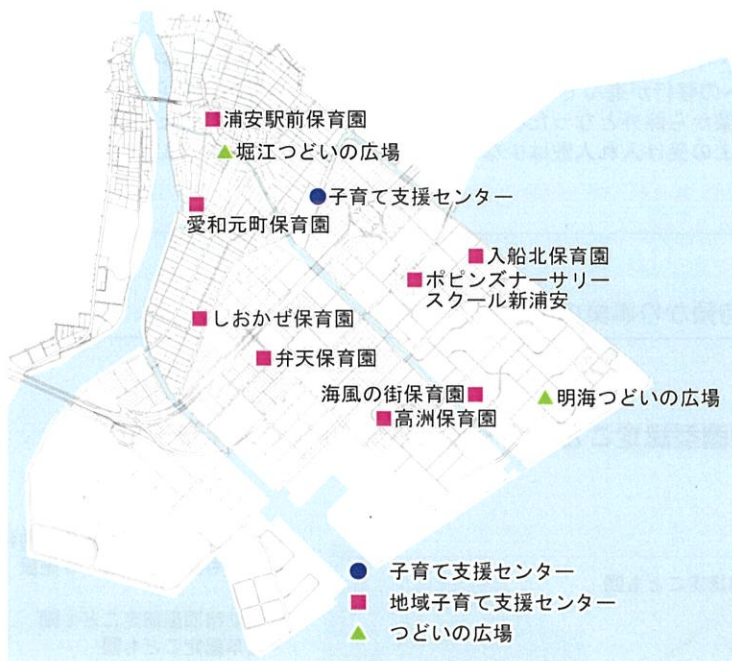 浦安駅前保育園
堀江つどいの広場
子育て支援センター
愛和元町保育園
入船北保育園
ポピンズナーサリー
スクール新浦安
しおかぜ保育園
弁天保育園
海風の街保育園
明海つどいの広場
高洲保育園
子育て支援センター
地域子育て支援センター
つどいの広場